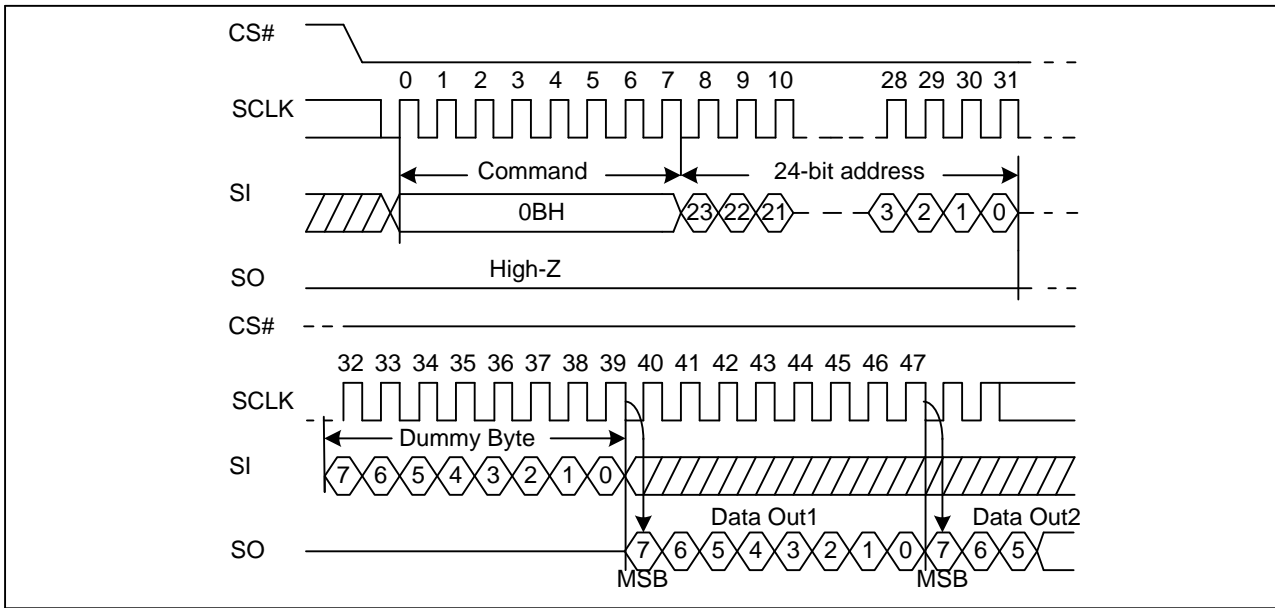 CS#
0 1 2 3 4 5 6 7 8 9 10 28 29 30 31
SCLK
Command 24-bit address
SI
0BH 23 22 21 3 2 1 0
High-Z
SO
CS#
32 33 34 35 36 37 38 39 40 41 42 43 44 45 46 47
SCLK
Dummy Byte
SI 7 6 5 4 3 2 1 0
Data Out1 Data Out2
SO 7 6 5 4 3 2 1 0 7 6 5
MSB MSB